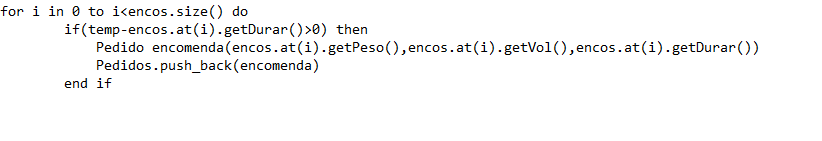 for i in 0 to i<encos.size() do
if(temp-encos.at(i).getDurar()>0) then
Pedido encomenda(encos.at(i).getPeso(),encos.at(i).getVol(),encos.at(i).getDurar())
Pedidos.push_back(encomenda)
end if